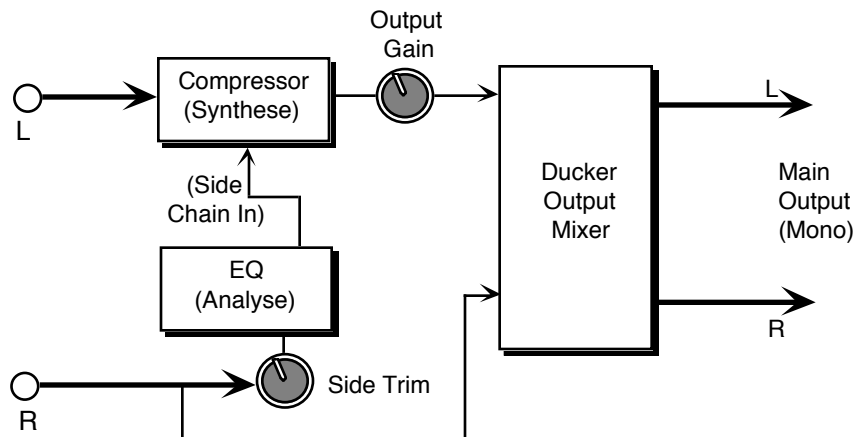 Output
Gain
Compressor
(Synthese)
L
L
(Side
Chain In)
Ducker
Output
Mixer
Main
Output
(Mono)
EQ
(Analyse)
R
Side Trim
R